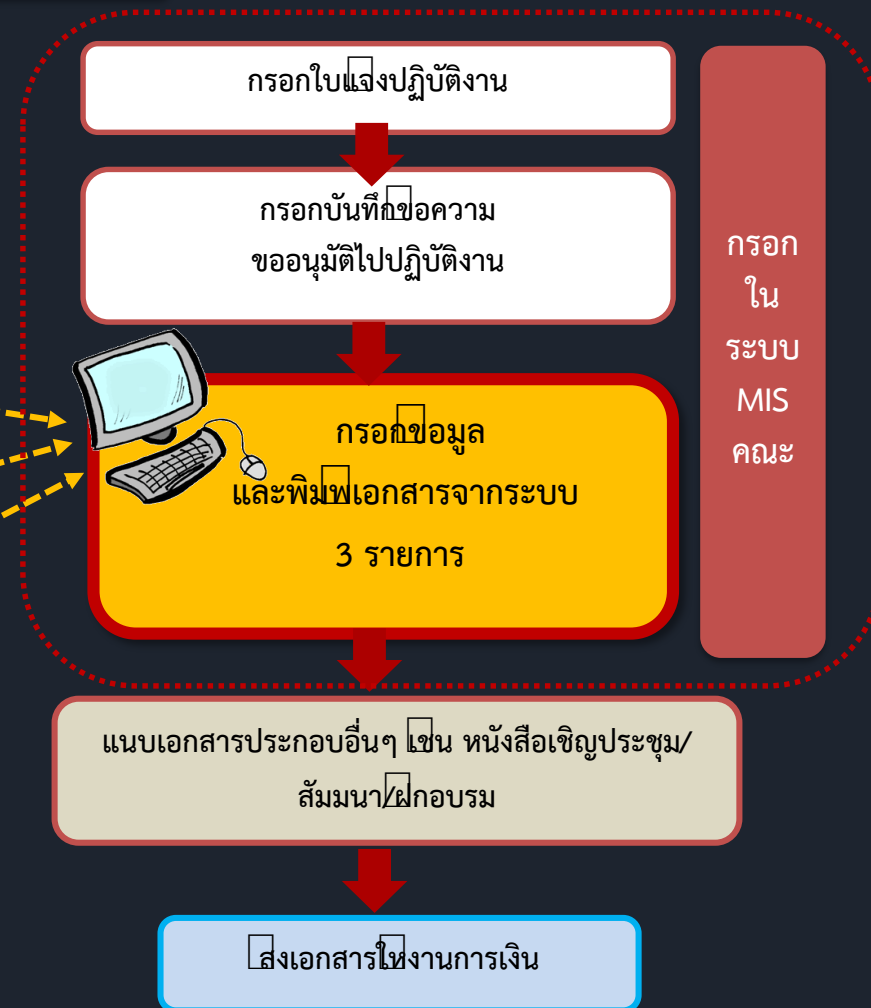 กรอกใบแจ้งปฏิบัติงาน
กรอกบันทึกข้อความ
ขออนุมัติไปปฏิบัติงาน
กรอกข้อมูล
และพิมพ์เอกสารจากระบบ
3 รายการ
กรอก
ใน
ระบบ
MIS
คณะ
แนบเอกสารประกอบอื่นๆ เช่น หนังสือเชิญประชุม/
สัมมนา/ฝึกอบรม
ส่งเอกสารให้งานการเงิน